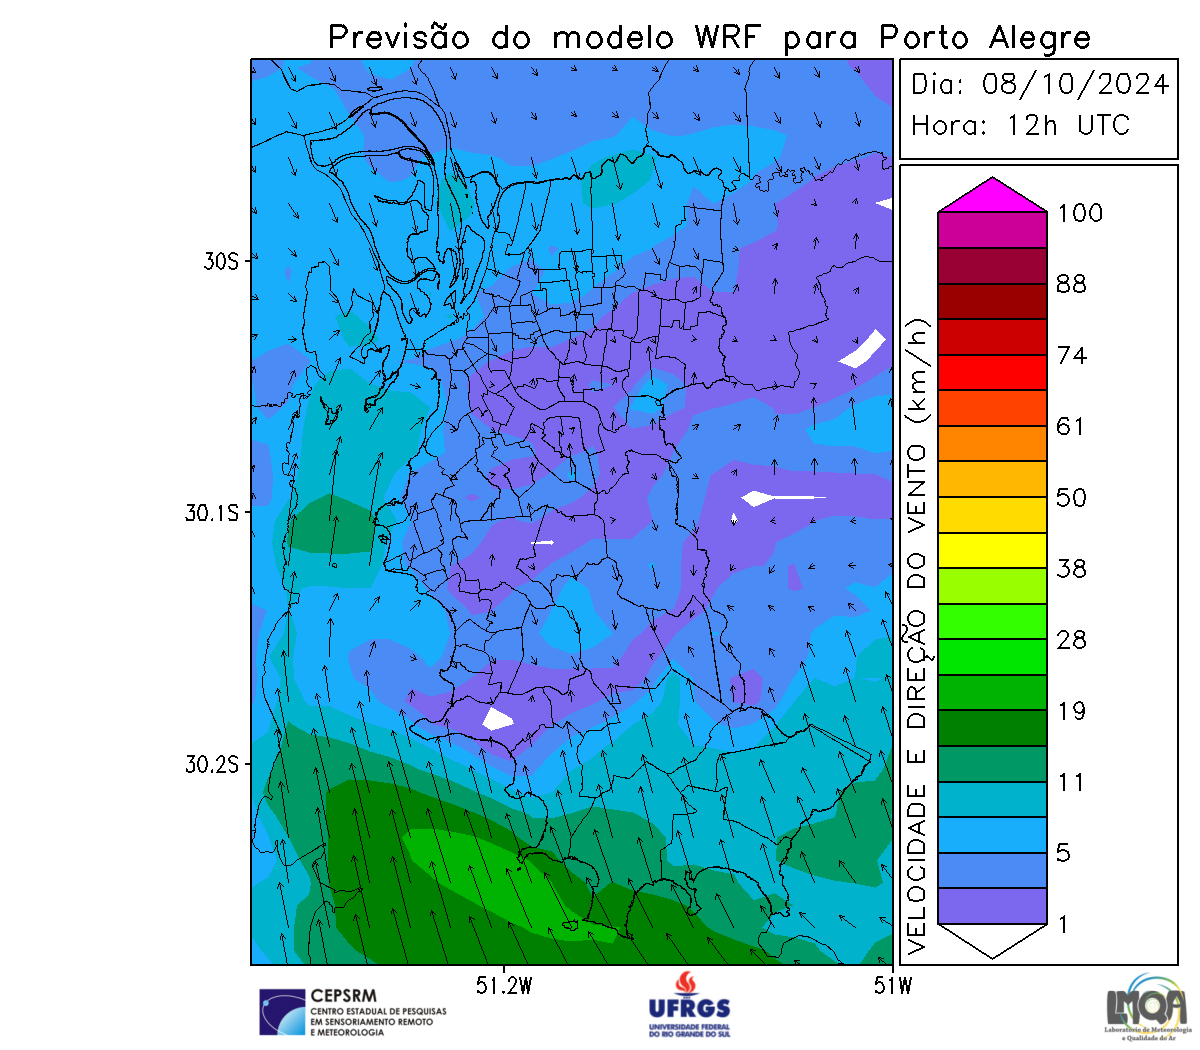 Previsão do modelo WRF para Porto Alegre
Dia: 08/10/2024
Hora: 12h UTC
30S
30.1S
30.2S
51.2W
51W
VELOCIDADE E DIREÇÃO DO VENTO (km/h)
100
88
74
61
50
38
28
19
11
5
1
CEPSRM
CENTRO ESTADUAL DE PESQUISAS
EM SENSORIAMENTO REMOTO
E METEOROLOGIA
UFRGS
UNIVERSIDADE FEDERAL
DO RIO GRANDE DO SUL
LMQA
Laboratório de Meteorologia
e Qualidade do Ar